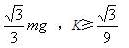 √3/3 mg , K≥√3/9